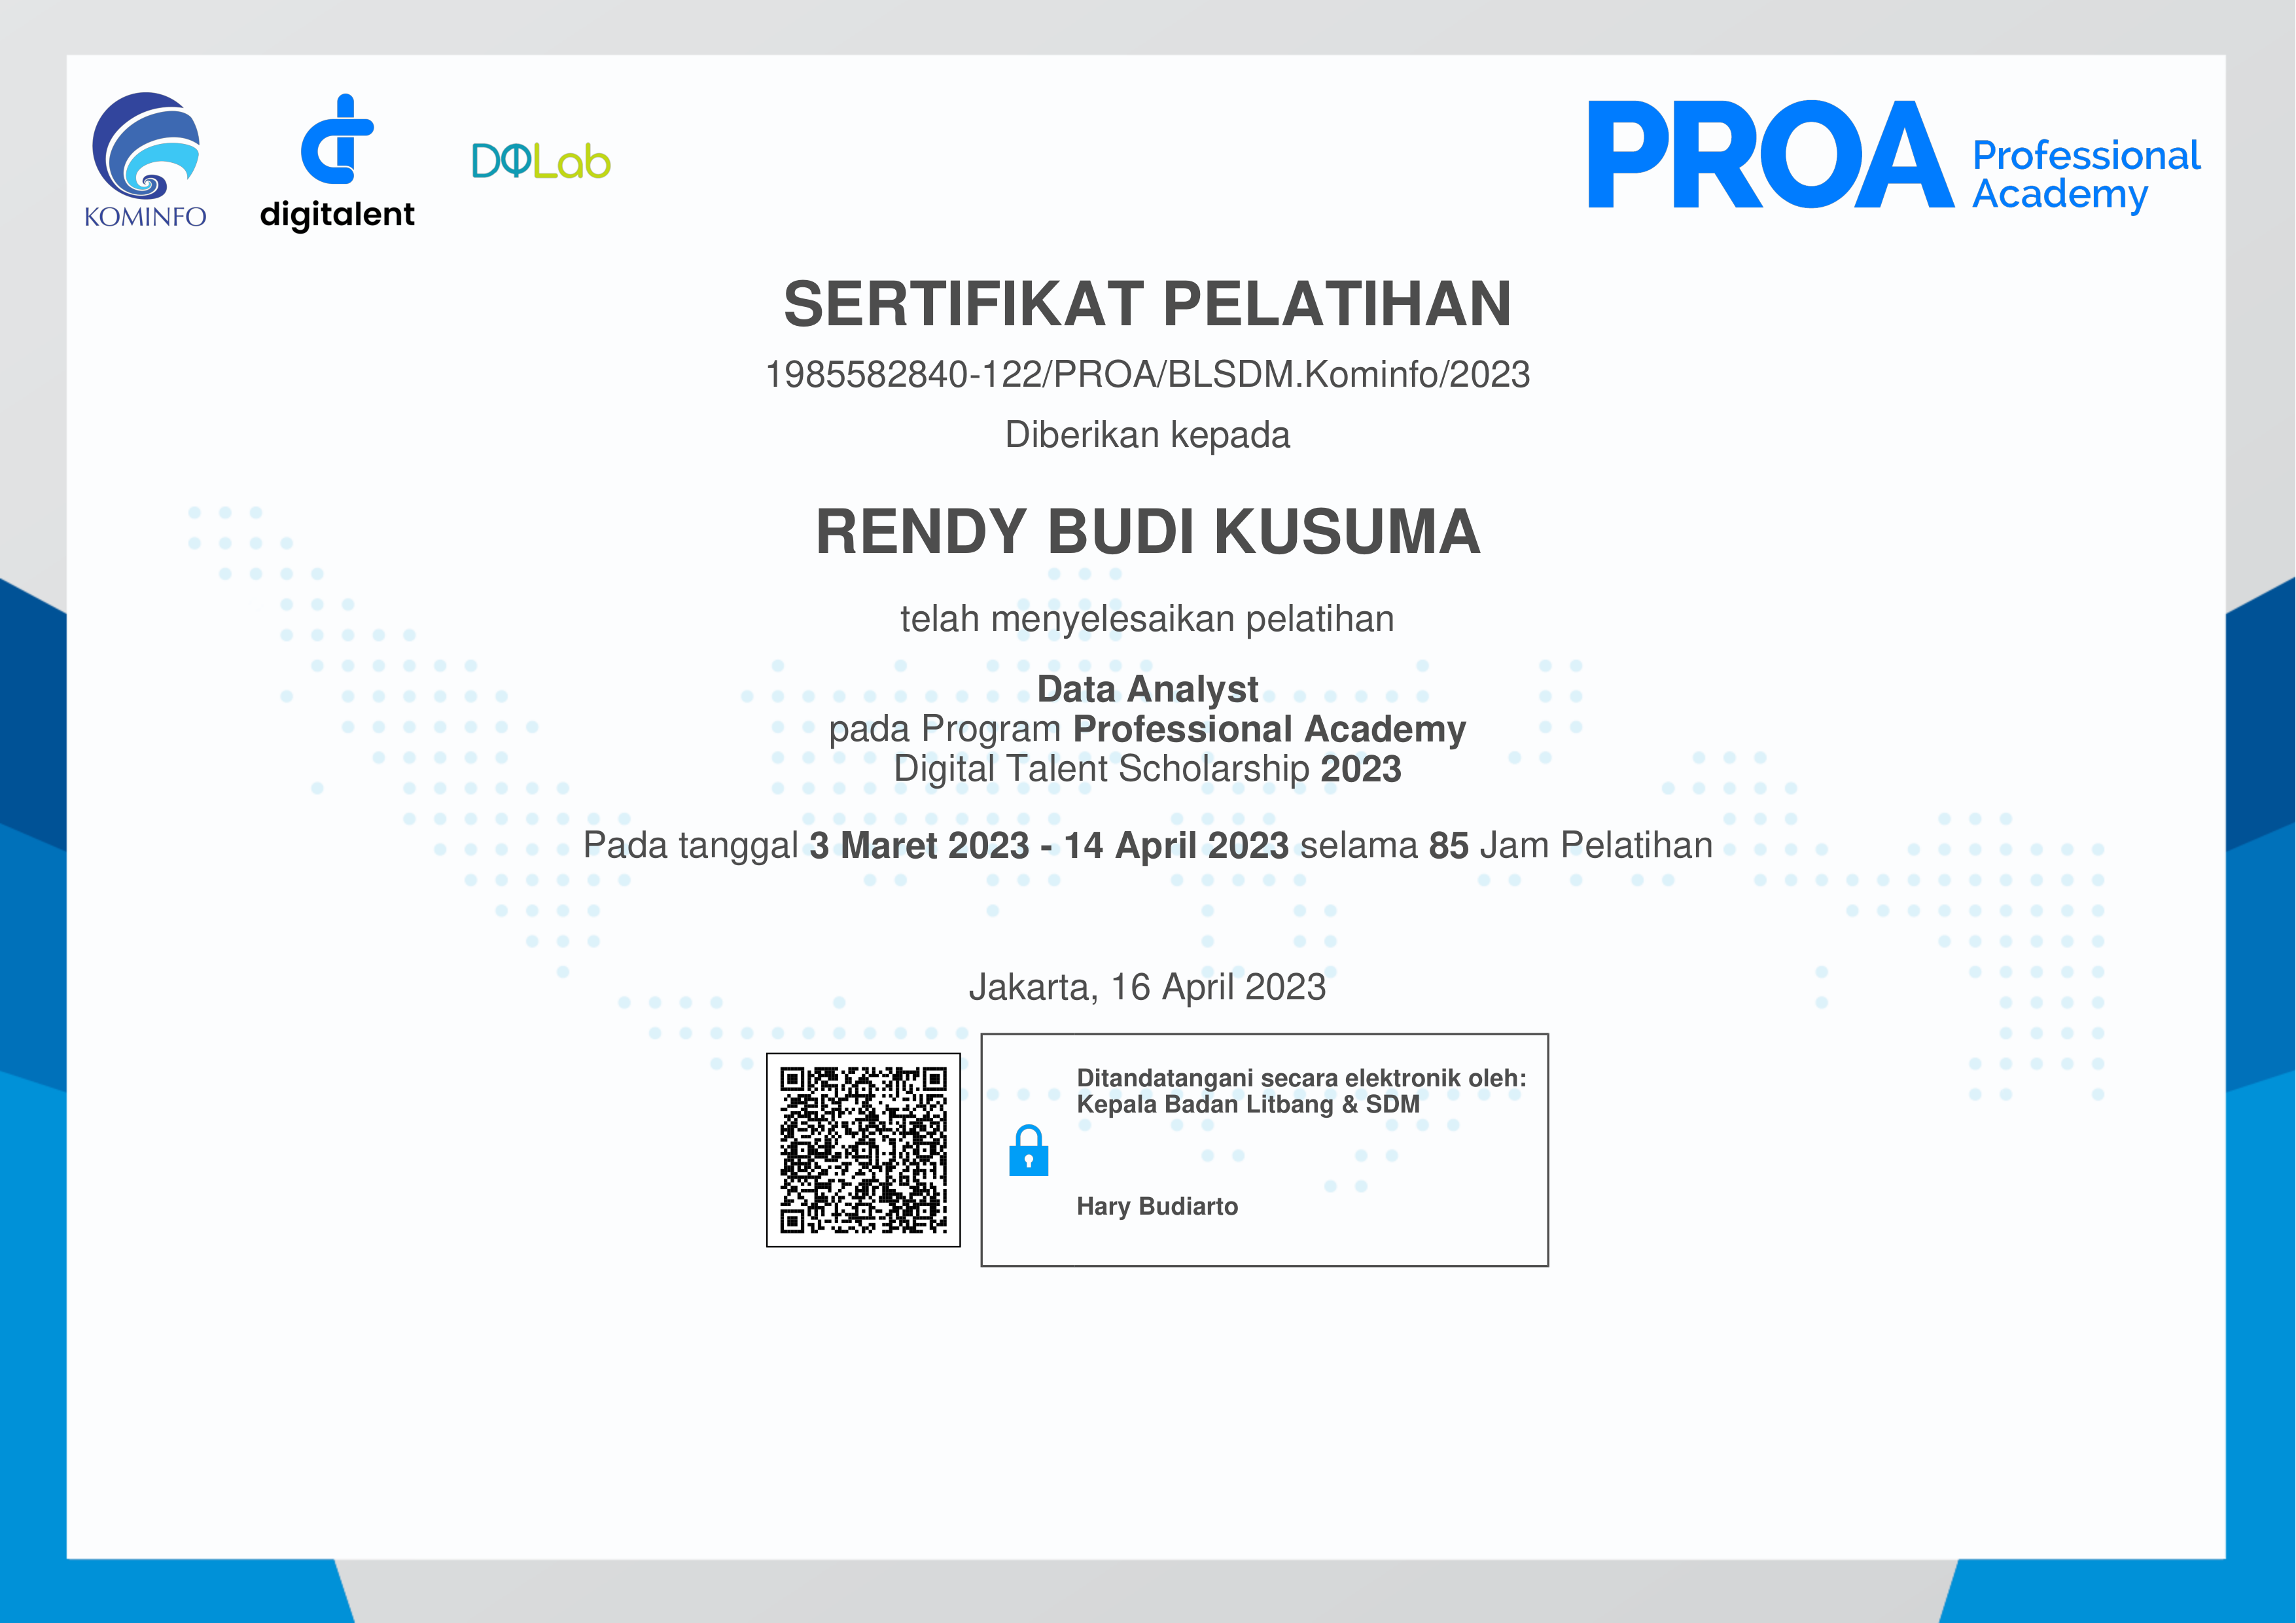 KOMINFO
digitalent
DQLab
PROA Professional Academy
SERTIFIKAT PELATIHAN
1985582840-122/PROA/BLSDM.Kominfo/2023
Diberikan kepada
RENDY BUDI KUSUMA
telah menyelesaikan pelatihan
Data Analyst
pada Program Professional Academy
Digital Talent Scholarship 2023
Pada tanggal 3 Maret 2023 - 14 April 2023 selama 85 Jam Pelatihan
Jakarta, 16 April 2023
Ditandatangani secara elektronik oleh:
Kepala Badan Litbang & SDM
Hary Budiarto